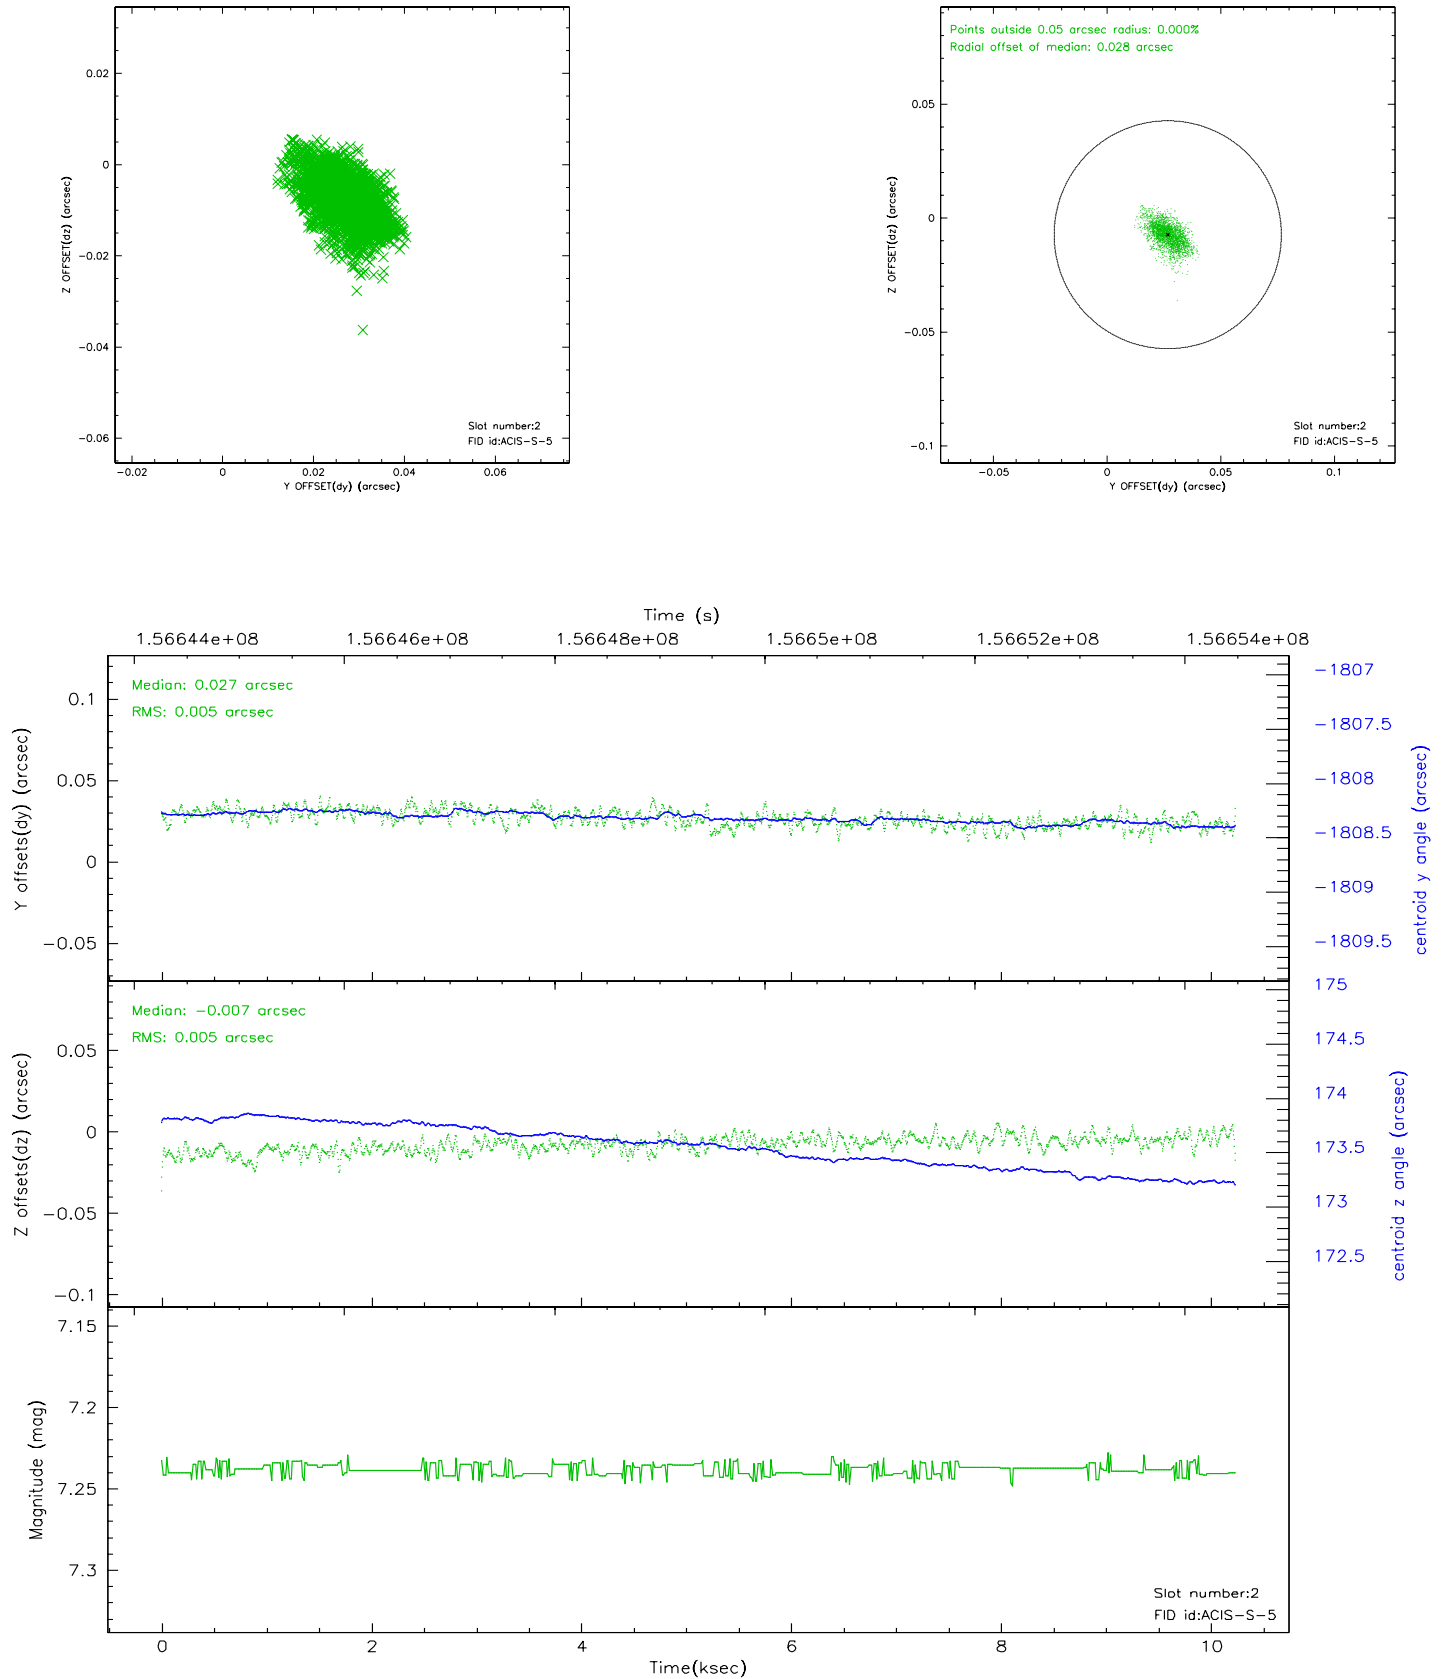 0.02
0
-0.02
-0.04
-0.06
-0.02
0
0.02
0.04
0.06
Z OFFSET(dz) (arcsec)
Y OFFSET(dy) (arcsec)
Slot number:2
FID id:ACIS-S-5
Points outside 0.05 arcsec radius: 0.000%
Radial offset of median: 0.028 arcsec
0.05
0
-0.05
-0.1
-0.05
0
0.05
0.1
Z OFFSET(dz) (arcsec)
Y OFFSET(dy) (arcsec)
Slot number:2
FID id:ACIS-S-5
Time (s)
1.56644e+08
1.56646e+08
1.56648e+08
1.5665e+08
1.56652e+08
1.56654e+08
Median: 0.027 arcsec
RMS: 0.005 arcsec
0.1
0.05
0
-0.05
Y offsets(dy) (arcsec)
-1807
-1807.5
-1808
-1808.5
-1809
-1809.5
centroid y angle (arcsec)
Median: -0.007 arcsec
RMS: 0.005 arcsec
0.05
0
-0.05
-0.1
Z offsets(dz) (arcsec)
175
174.5
174
173.5
173
172.5
centroid z angle (arcsec)
7.15
7.2
7.25
7.3
Magnitude (mag)
Slot number:2
FID id:ACIS-S-5
0
2
4
6
8
10
Time(ksec)